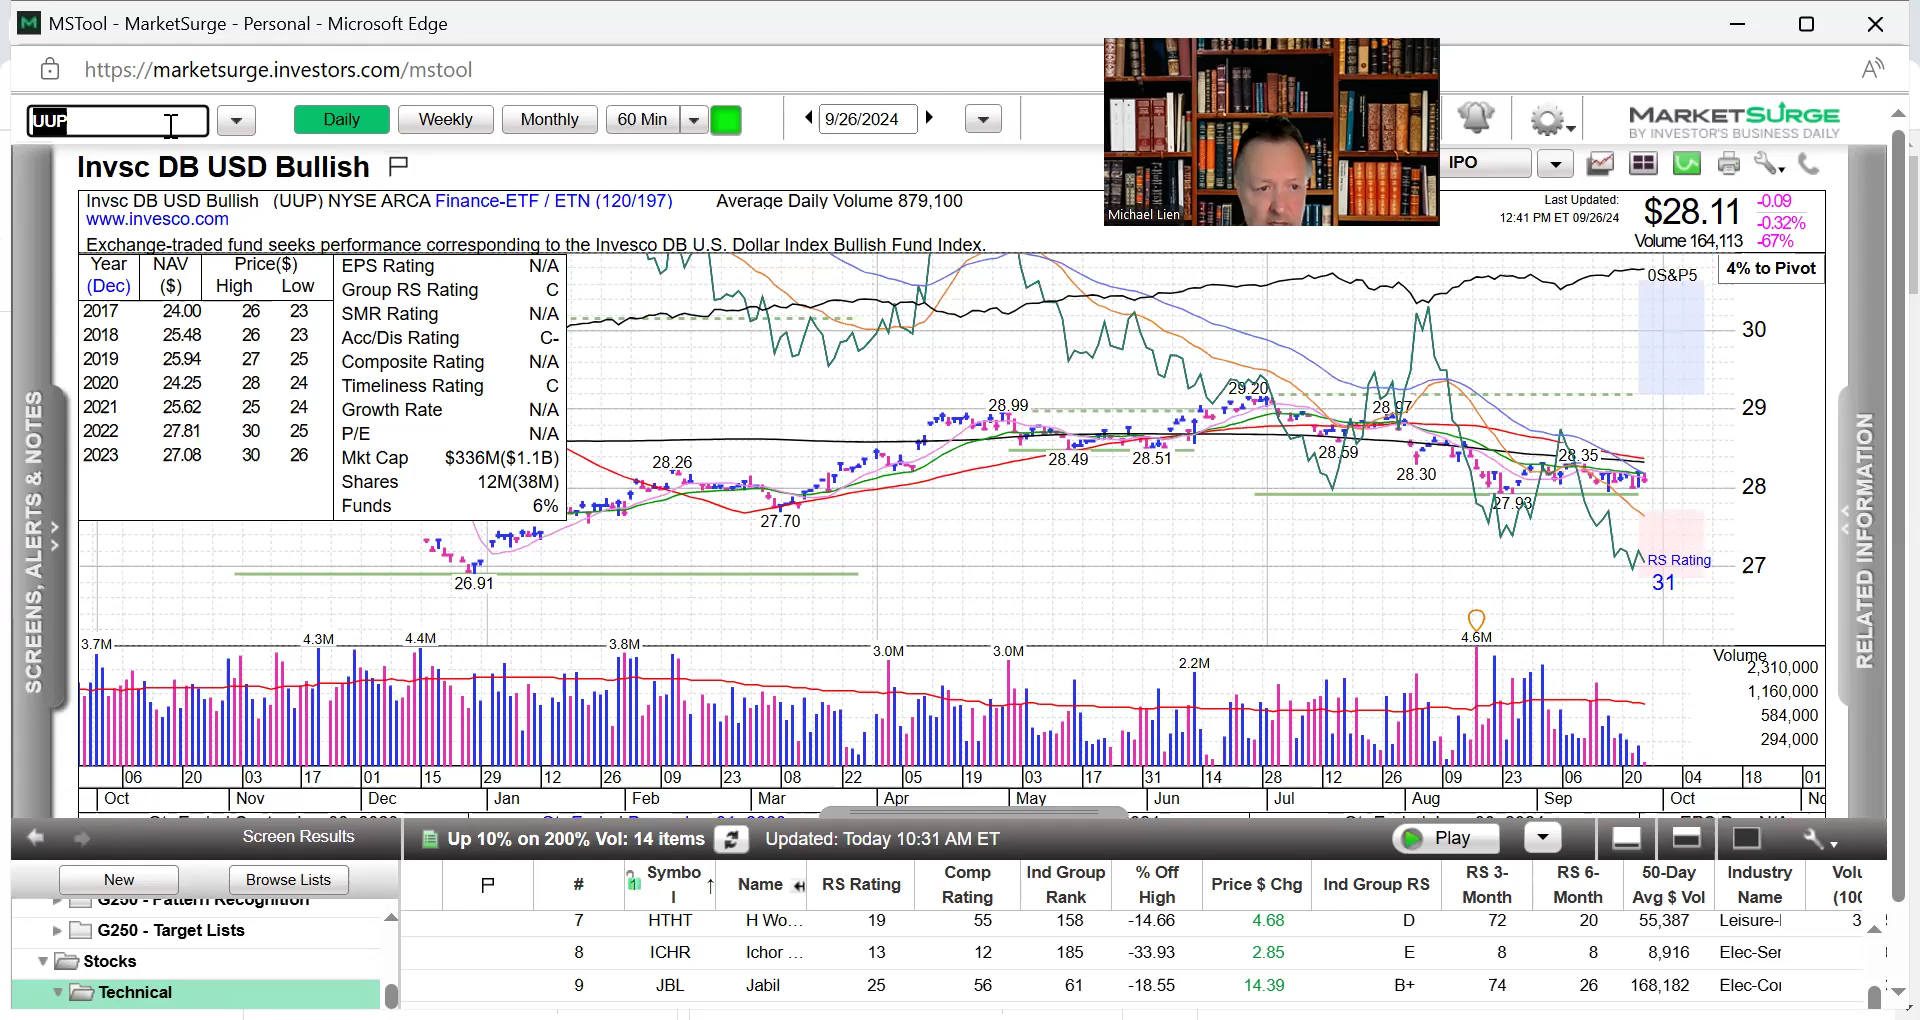 MSTool - MarketSurge - Personal - Microsoft Edge
https://marketsurge.investors.com/mstool
UUP
Daily
Weekly
Monthly
60 Min
9/26/2024
MARKETSURGE
BY INVESTOR'S BUSINESS DAILY
Michael Lien
IPO
Invsc DB USD Bullish
Invsc DB USD Bullish (UUP) NYSE ARCA Finance-ETF / ETN (120/197) Average Daily Volume 879,100
www.invesco.com
Exchange-traded fund seeks performance corresponding to the Invesco DB U.S. Dollar Index Bullish Fund Index.
Last Updated:
12:41 PM ET 09/26/24
$28.11
Volume 164,113
-0.09
-0.32%
-67%
4% to Pivot
Year NAV Price($)
(Dec) ($) High Low
2017 24.00 26 23
2018 25.48 26 23
2019 25.94 27 25
2020 24.25 28 24
2021 25.62 25 24
2022 27.81 30 25
2023 27.08 30 26
EPS Rating N/A
Group RS Rating C
SMR Rating N/A
Acc/Dis Rating C-
Composite Rating N/A
Timeliness Rating C
Growth Rate N/A
P/E N/A
Mkt Cap $336M($1.1B)
Shares 12M(38M)
Funds 6%
0S&P5
30
29
28
27
26.91
28.26
27.70
28.99
28.49
28.51
29.20
28.59
28.97
28.30
27.93
28.35
RS Rating
31
3.7M
4.3M
4.4M
3.8M
3.0M
3.0M
2.2M
4.6M
Volume
2,310,000
1,160,000
584,000
294,000
06 20 03 17 01 15 29 12 26 09 23 08 22 05 19 03 17 31 14 28 12 26 09 23 06 20 04 18 01
Oct Nov Dec Jan Feb Mar Apr May Jun Jul Aug Sep Oct No
SCREENS, ALERTS & NOTES
RELATED INFORMATION
Screen Results
Up 10% on 200% Vol: 14 items
Updated: Today 10:31 AM ET
Play
New
Browse Lists
G250 - Pattern Recognition
G250 - Target Lists
Stocks
Technical
# Symbol Name RS Rating Comp Rating Ind Group Rank % Off High Price $ Chg Ind Group RS RS 3-Month RS 6-Month 50-Day Avg $ Vol Industry Name Volu (100
7 HTHT H Wo... 19 55 158 -14.66 4.68 D 72 20 55,387 Leisure-l 3
8 ICHR Ichor ... 13 12 185 -33.93 2.85 E 8 8 8,916 Elec-Ser
9 JBL Jabil 25 56 61 -18.55 14.39 B+ 74 26 168,182 Elec-Cor